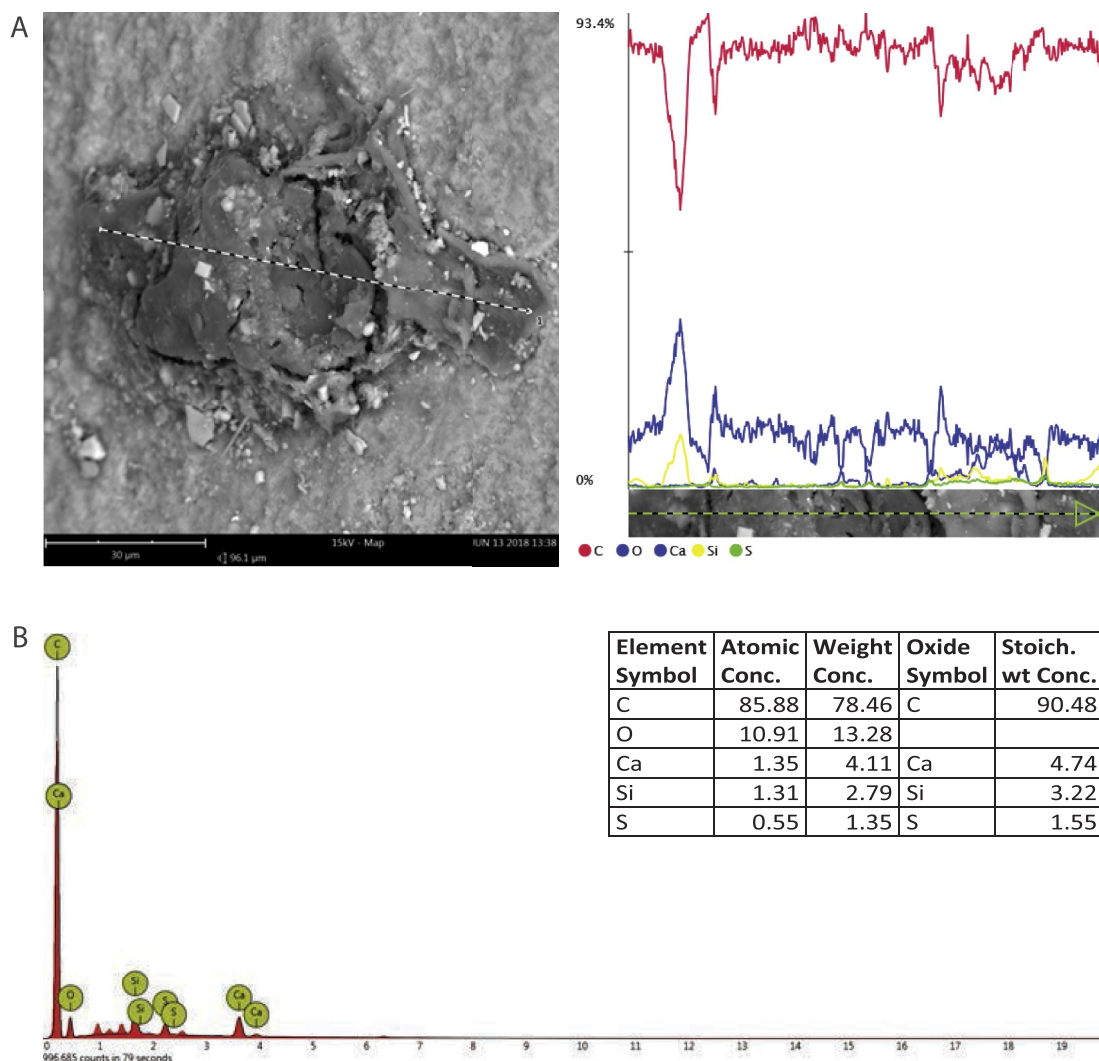 A
93.4%
0%
1
30 μm
96.1 μm
15kV - Map
JUN 13 2018 13:38
C O Ca Si S
B
C
Ca
O
Si
Si
S
S
Ca
Ca
0 1 2 3 4 5 6 7 8 9 10 11 12 13 14 15 16 17 18 19
996.685 counts in 79 seconds
Element Symbol Atomic Conc. Weight Conc. Oxide Symbol Stoich. wt Conc.
C 85.88 78.46 C 90.48
O 10.91 13.28
Ca 1.35 4.11 Ca 4.74
Si 1.31 2.79 Si 3.22
S 0.55 1.35 S 1.55